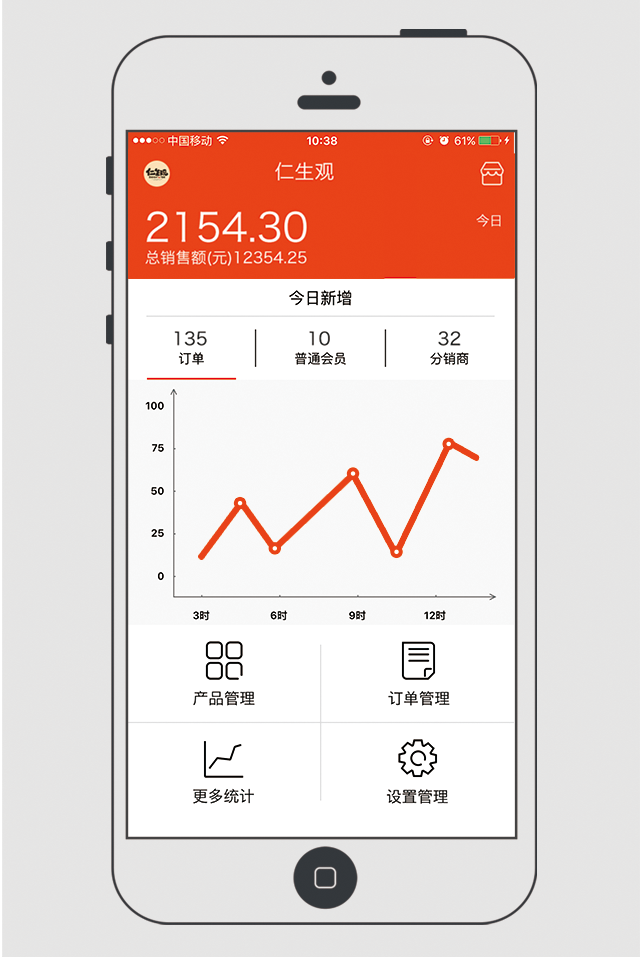 中国移动 10:38 61%
仁生观
仁生观
2154.30 今日
总销售额(元)12354.25
今日新增
135 10 32
订单 普通会员 分销商
100
75
50
25
0
3时 6时 9时 12时
产品管理 订单管理
更多统计 设置管理